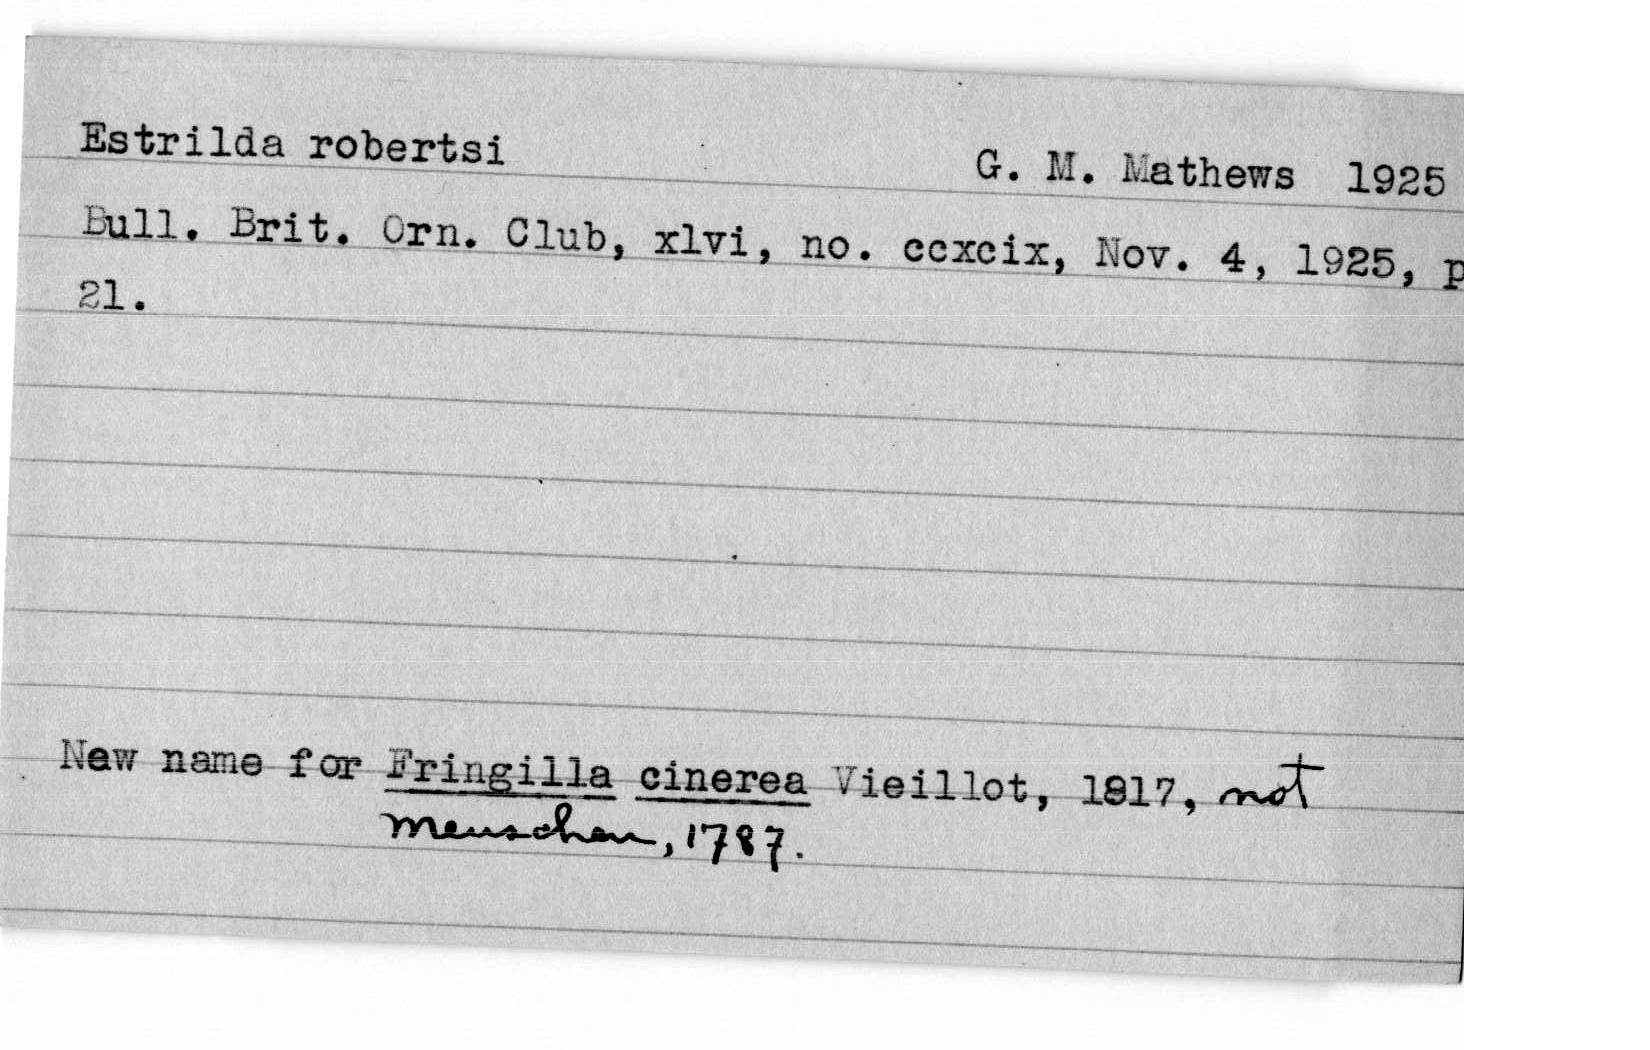 Estrilda robertsi G. M. Mathews 1925
Bull. Brit. Orn. Club, xlvi, no. ccxcix, Nov. 4, 1925, p
21.
New name for Fringilla cinerea Vieillot, 1817, not
Meuschen, 1787.